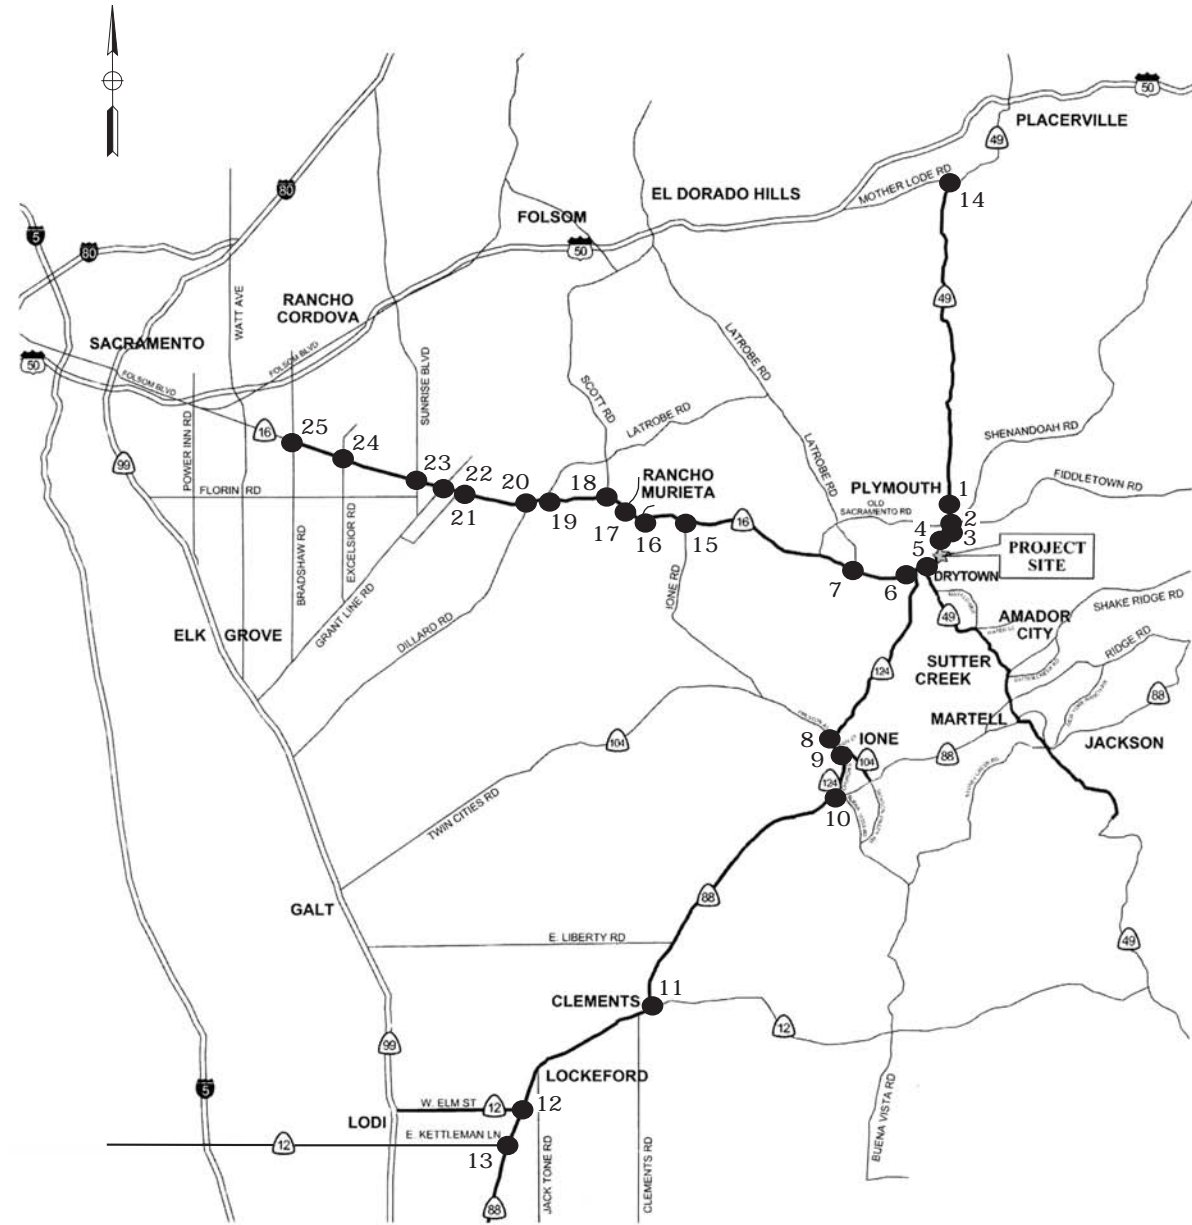 50
PLACERVILLE
49
MOTHER LODE RD
14
EL DORADO HILLS
80
FOLSOM
5
50
80
WATT AVE
RANCHO
CORDOVA
49
SACRAMENTO
50
FOLSOM BLVD
FOLSOM BLVD
SUNRISE BLVD
LATROBE RD
SCOTT RD
LATROBE RD
POWER INN RD
16
25
24
SHENANDOAH RD
99
23
22
RANCHO
MURIETA
LATROBE RD
FIDDLETOWN RD
FLORIN RD
20
18
PLYMOUTH
1
OLD
SACRAMENTO RD
21
19
17
16
15
16
2
4
3
5
PROJECT
SITE
EXCELSIOR RD
BRADSHAW RD
GRANT LINE RD
IONE RD
7
6
DRYTOWN
DILLARD RD
49
AMADOR
CITY
SHAKE RIDGE RD
ELK GROVE
RIDGE RD
124
SUTTER
CREEK
88
MARTELL
104
8
IONE
JACKSON
9
104
88
124
10
TWIN CITIES RD
88
GALT
E. LIBERTY RD
49
11
CLEMENTS
12
99
LOCKEFORD
5
W. ELM ST
12
12
LODI
E. KETTLEMAN LN
12
13
JACK TONE RD
CLEMENTS RD
BUENA VISTA RD
88